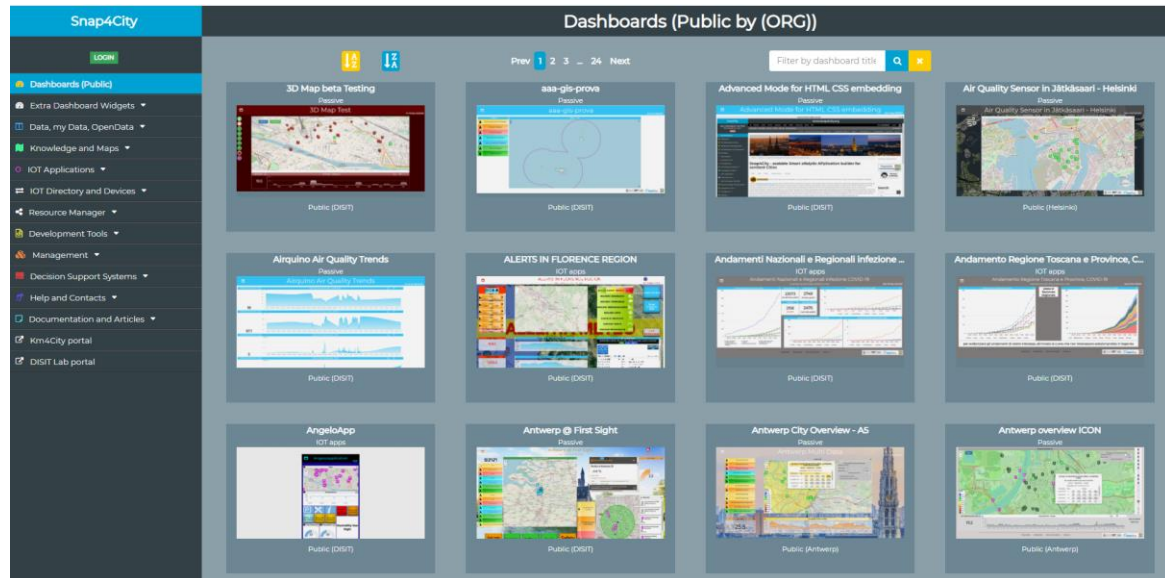 Snap4City
Dashboards (Public by (ORG))
LOGIN
Prev 1 2 3 ... 24 Next
Filter by dashboard title
Dashboards (Public)
Extra Dashboard Widgets
Data, my Data, OpenData
Knowledge and Maps
IOT Applications
IOT Directory and Devices
Resource Manager
Development Tools
Management
Decision Support Systems
Help and Contacts
Documentation and Articles
Km4City portal
DISIT Lab portal
3D Map beta Testing
3D Map Test
Public (DISIT)
aaa-gis-prova
Passive
aaa-gis-prova
Public (DISIT)
Advanced Mode for HTML CSS embedding
Passive
Advanced Mode for HTML CSS embedding
Public (DISIT)
Air Quality Sensor in Jätkäsaari - Helsinki
Passive
Air Quality Sensor in Jätkäsaari - Helsinki
Public (Helsinki)
Airquino Air Quality Trends
Passive
Airquino Air Quality Trends
Public (DISIT)
ALERTS IN FLORENCE REGION
IOT apps
Public (DISIT)
Andamenti Nazionali e Regionali infezione ...
IOT apps
Public (DISIT)
Andamento Regione Toscana e Province, C...
IOT apps
Public (DISIT)
AngeloApp
IOT apps
Public (DISIT)
Antwerp @ First Sight
Passive
Public (DISIT)
Antwerp City Overview - A5
Passive
Public (Antwerp)
Antwerp overview ICON
Passive
Public (Antwerp)